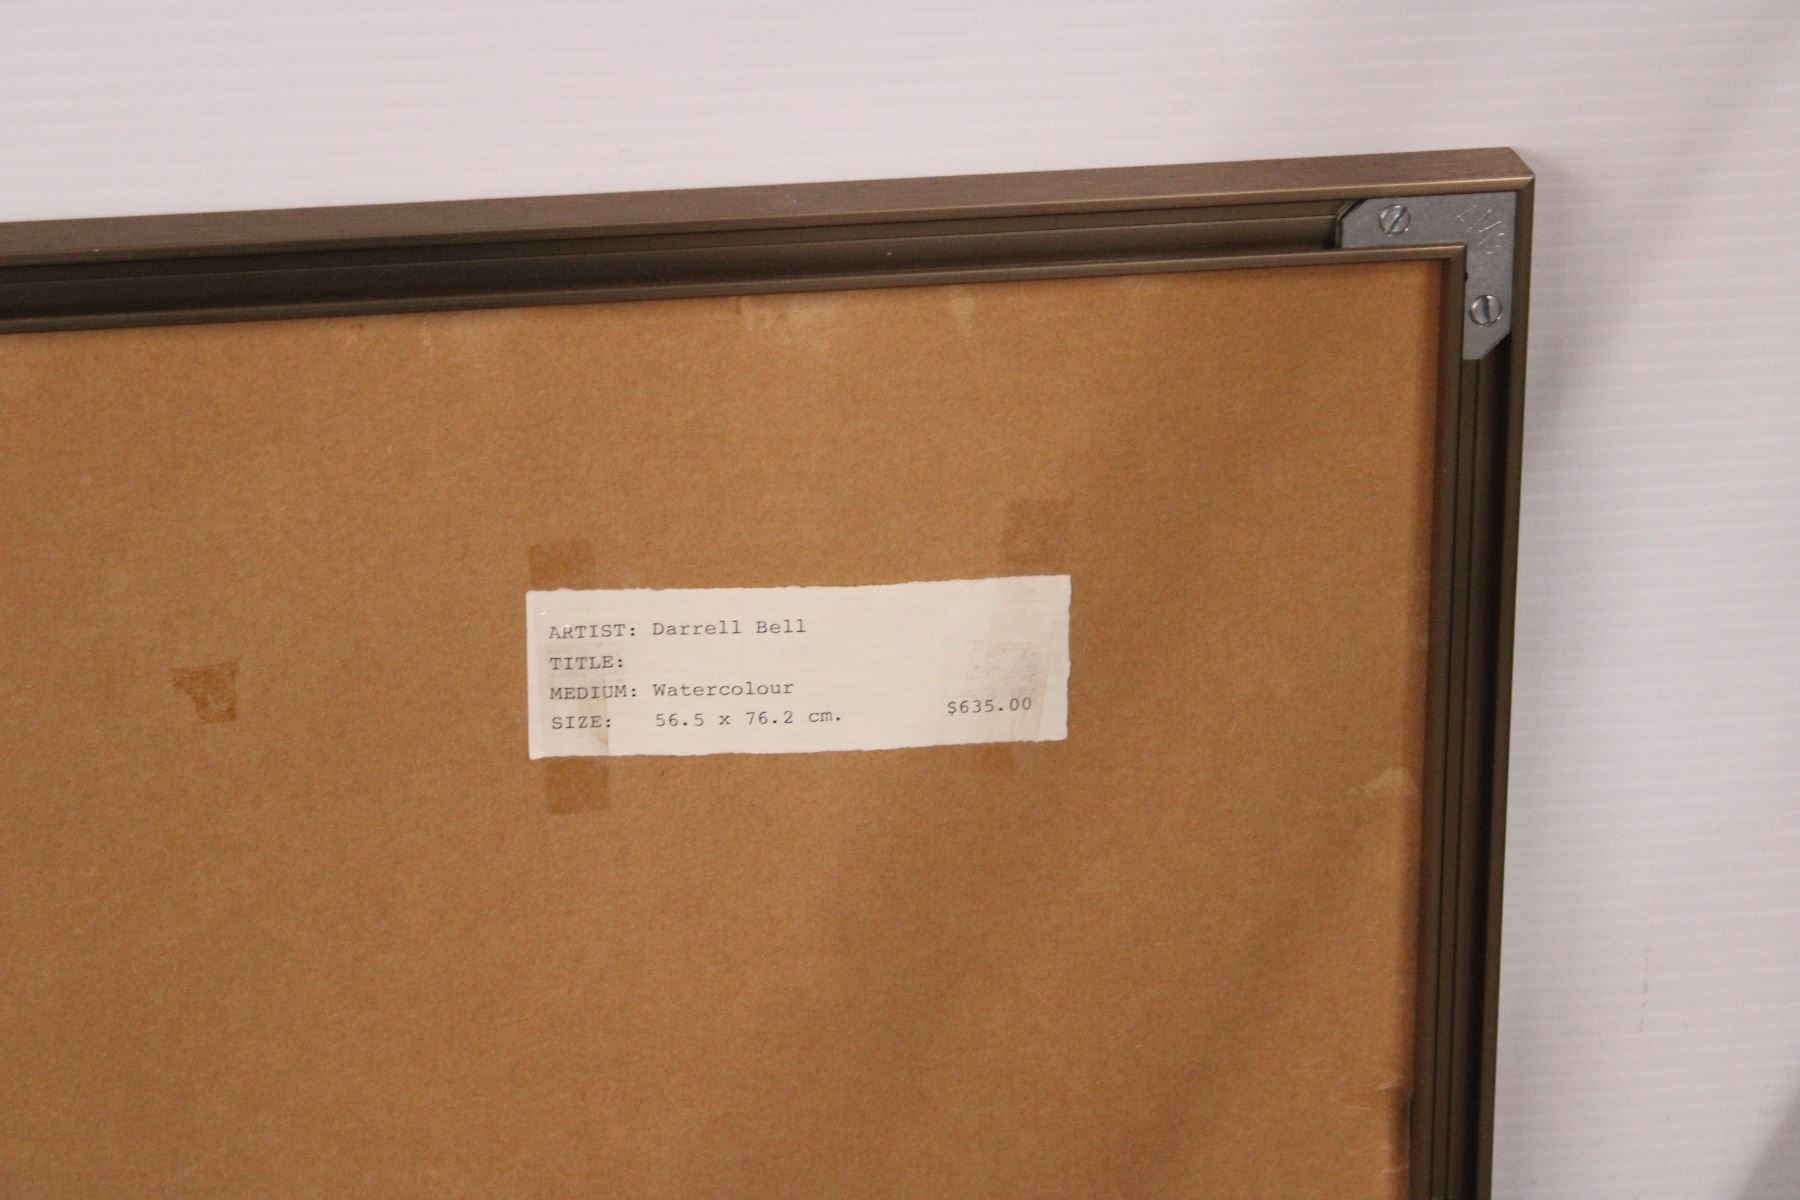 ARTIST: Darrell Bell
TITLE:
MEDIUM: Watercolour
SIZE: 56.5 x 76.2 cm. $635.00